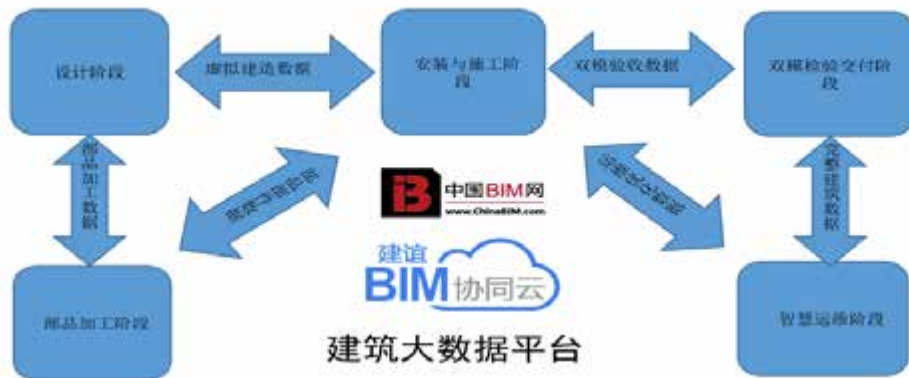 设计阶段
虚拟建造数据
安装与施工阶段
双模验收数据
双模检验交付阶段
部品加工数据
完整建筑数据
中国BIM网
www.ChinaBIM.com
建谊
BIM协同云
部品加工阶段
智慧运维阶段
建筑大数据平台